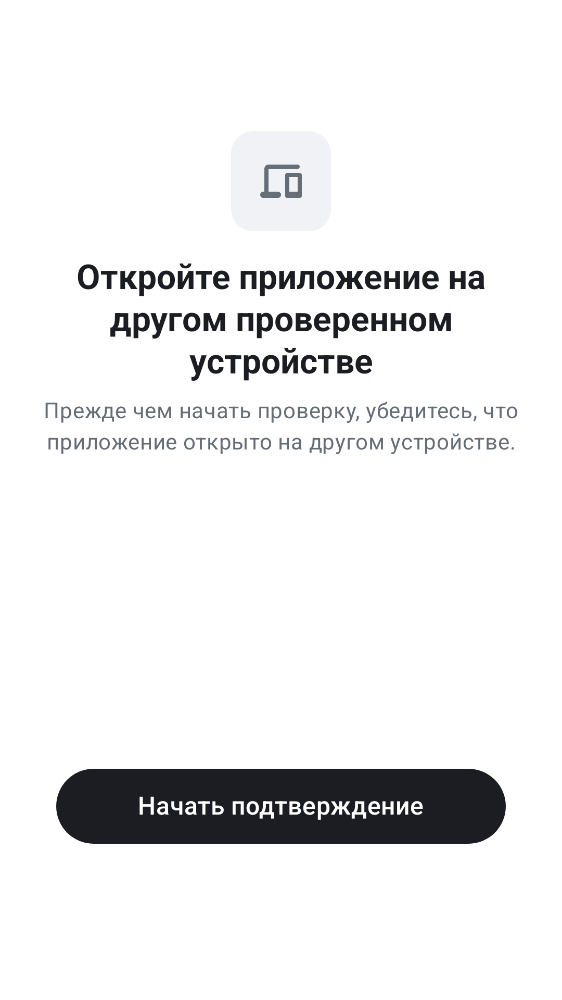 Откройте приложение на
другом проверенном
устройстве
Прежде чем начать проверку, убедитесь, что
приложение открыто на другом устройстве.
Начать подтверждение